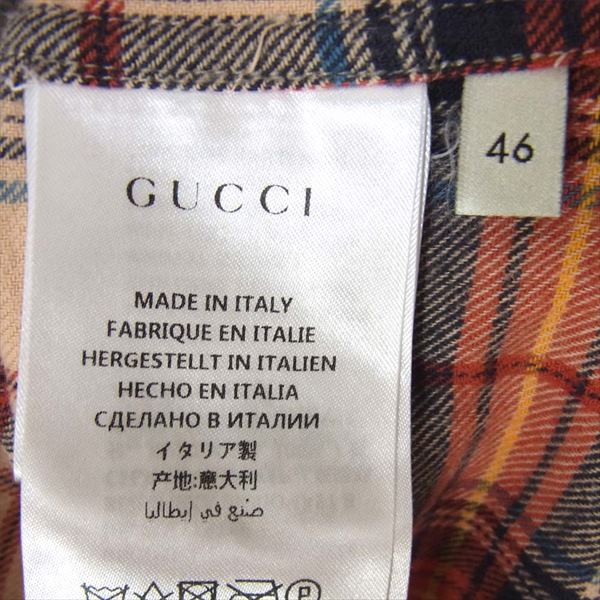 GUCCI
46
MADE IN ITALY
FABRIQUE EN ITALIE
HERGESTELLT IN ITALIEN
HECHO EN ITALIA
СДЕЛАНО В ИТАЛИИ
イタリア製
产地:意大利
صنع في إيطاليا
P